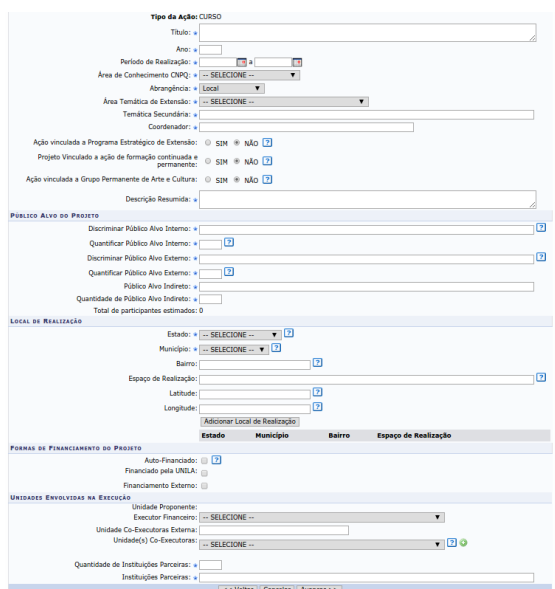 Tipo da Ação: CURSO
Título:
Ano:
Período de Realização: a
Área de Conhecimento CNPQ: -- SELECIONE --
Abrangência: Local
Área Temática de Extensão: -- SELECIONE --
Temática Secundária:
Coordenador:
Ação vinculada a Programa Estratégico de Extensão: SIM NÃO ?
Projeto Vinculado a ação de formação continuada e
permanente: SIM NÃO ?
Ação vinculada a Grupo Permanente de Arte e Cultura: SIM NÃO ?
Descrição Resumida:
PÚBLICO ALVO DO PROJETO
Discriminar Público Alvo Interno: ?
Quantificar Público Alvo Interno: ?
Discriminar Público Alvo Externo: ?
Quantificar Público Alvo Externo: ?
Público Alvo Indireto:
Quantidade de Público Alvo Indireto:
Total de participantes estimados: 0
LOCAL DE REALIZAÇÃO
Estado: -- SELECIONE -- ?
Município: -- SELECIONE -- ?
Bairro: ?
Espaço de Realização: ?
Latitude: ?
Longitude: ?
Adicionar Local de Realização
Estado Município Bairro Espaço de Realização
FORMAS DE FINANCIAMENTO DO PROJETO
Auto-Financiado: ?
Financiado pela UNILA:
Financiamento Externo:
UNIDADES ENVOLVIDAS NA EXECUÇÃO
Unidade Proponente:
Executor Financeiro: -- SELECIONE --
Unidade Co-Executoras Externa:
Unidade(s) Co-Executoras: -- SELECIONE -- ?
Quantidade de Instituições Parceiras:
Instituições Parceiras: